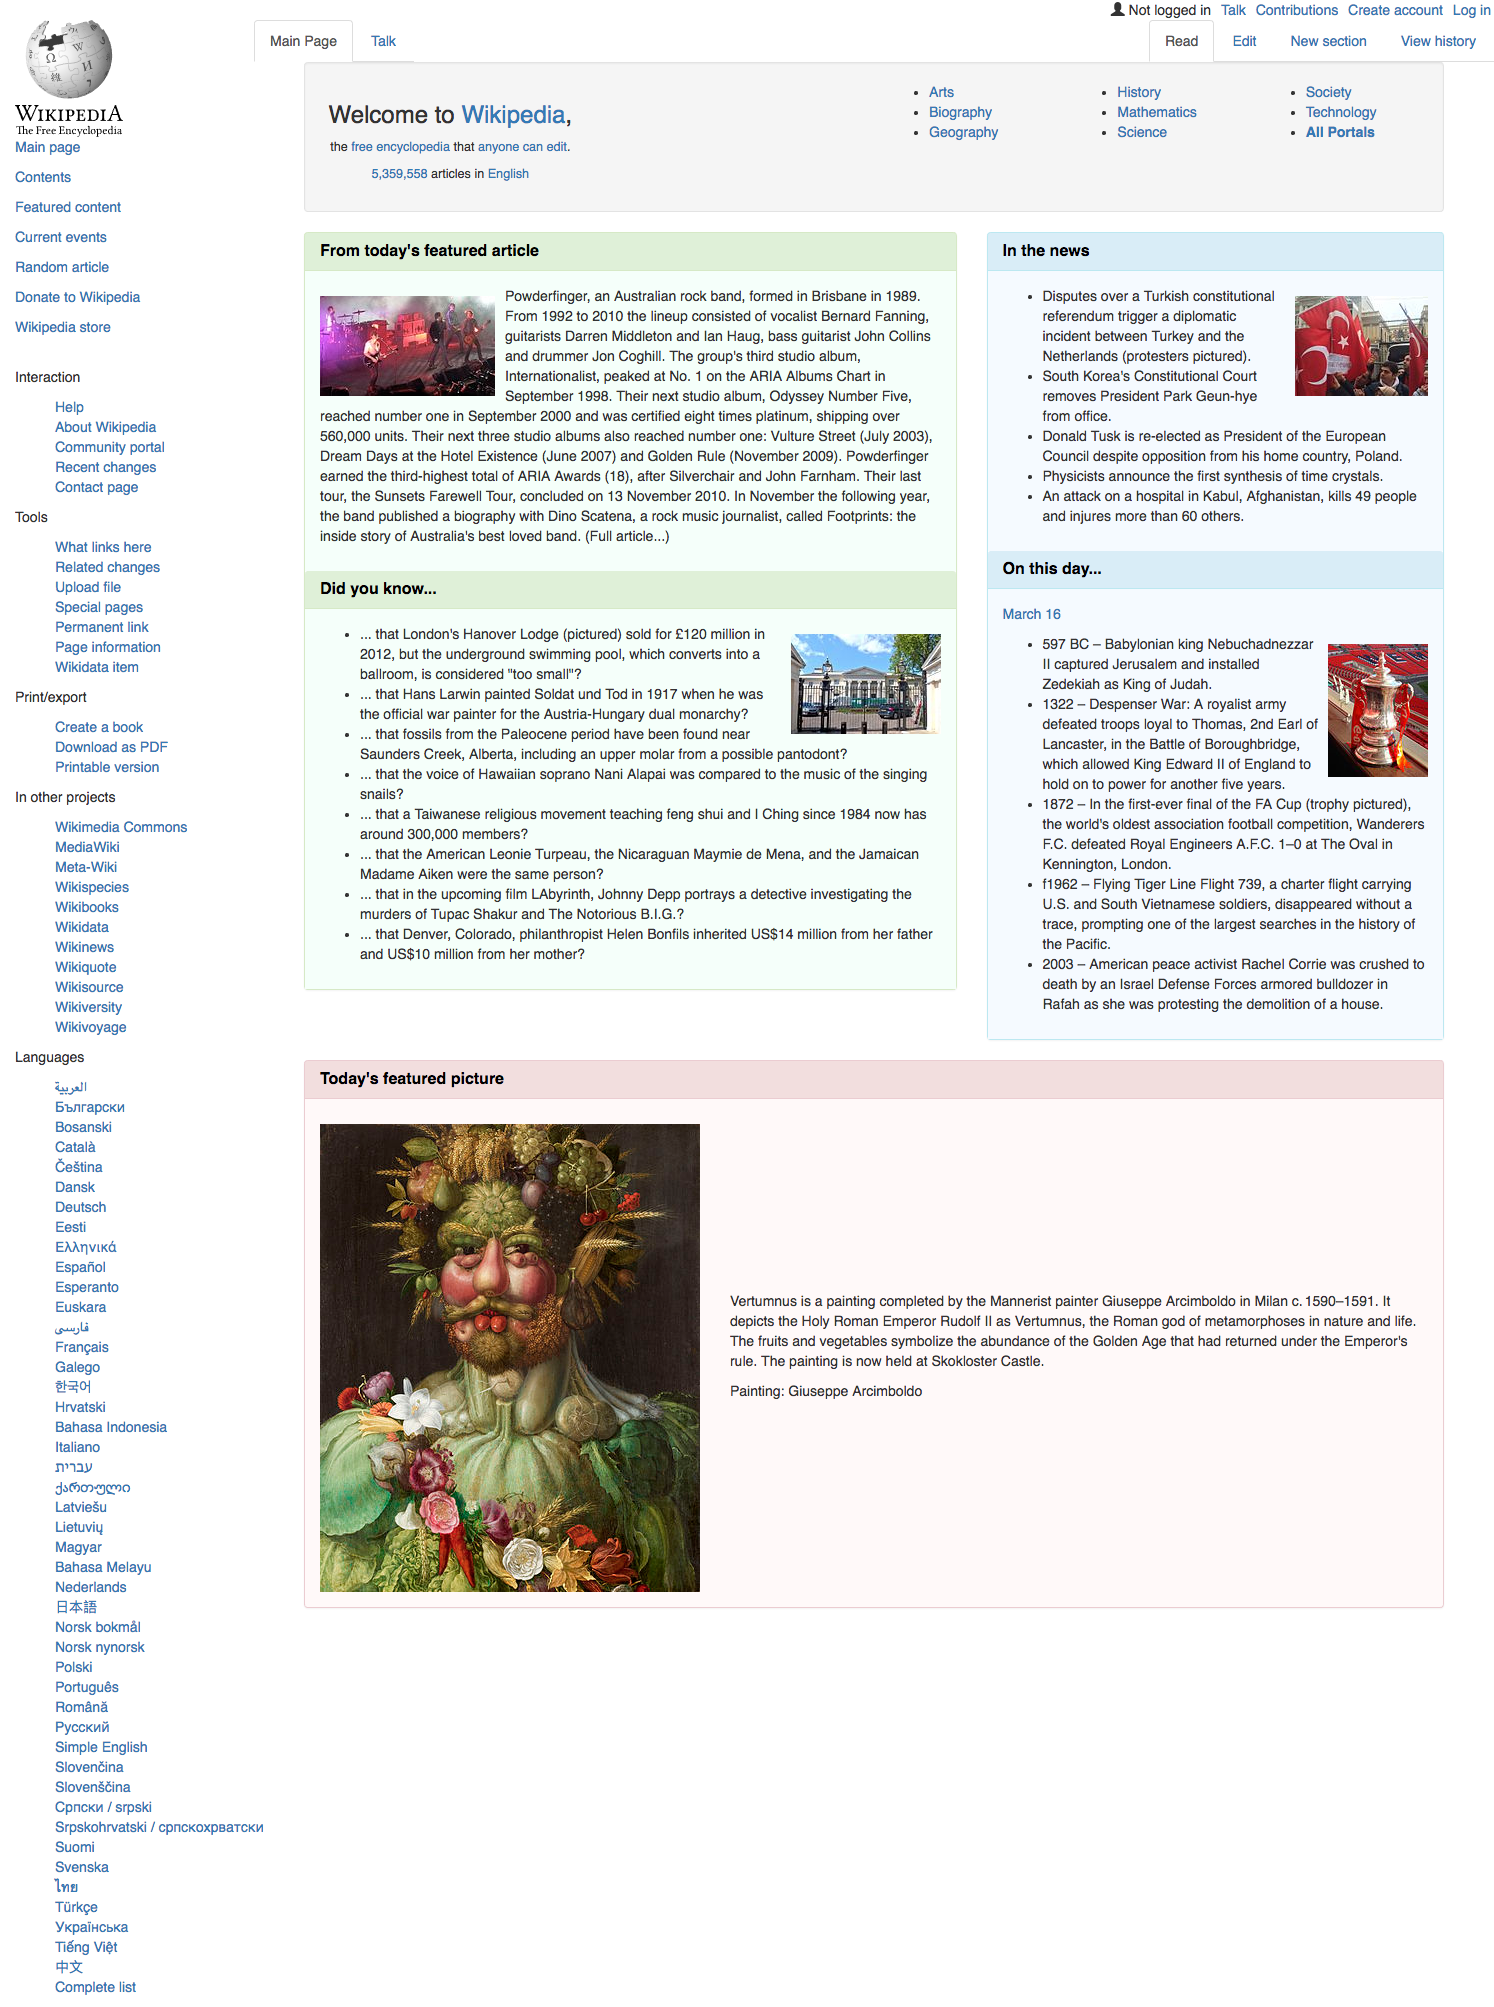 Not logged in Talk Contributions Create account Log in
Main Page Talk
Read Edit New section View history
WIKIPEDIA
The Free Encyclopedia
Main page
Contents
Featured content
Current events
Random article
Donate to Wikipedia
Wikipedia store
Interaction
Help
About Wikipedia
Community portal
Recent changes
Contact page
Tools
What links here
Related changes
Upload file
Special pages
Permanent link
Page information
Wikidata item
Print/export
Create a book
Download as PDF
Printable version
In other projects
Wikimedia Commons
MediaWiki
Meta-Wiki
Wikispecies
Wikibooks
Wikidata
Wikinews
Wikiquote
Wikisource
Wikiversity
Wikivoyage
Languages
العربية
Български
Bosanski
Català
Čeština
Dansk
Deutsch
Eesti
Ελληνικά
Español
Esperanto
Euskara
فارسی
Français
Galego
한국어
Hrvatski
Bahasa Indonesia
Italiano
עברית
ქართული
Latviešu
Lietuvių
Magyar
Bahasa Melayu
Nederlands
日本語
Norsk bokmål
Norsk nynorsk
Polski
Português
Română
Русский
Simple English
Slovenčina
Slovenščina
Српски / srpski
Srpskohrvatski / српскохрватски
Suomi
Svenska
ไทย
Türkçe
Українська
Tiếng Việt
中文
Complete list
Welcome to Wikipedia,
the free encyclopedia that anyone can edit.
5,359,558 articles in English
Arts
Biography
Geography
History
Mathematics
Science
Society
Technology
All Portals
From today's featured article
Powderfinger, an Australian rock band, formed in Brisbane in 1989.
From 1992 to 2010 the lineup consisted of vocalist Bernard Fanning,
guitarists Darren Middleton and Ian Haug, bass guitarist John Collins
and drummer Jon Coghill. The group's third studio album,
Internationalist, peaked at No. 1 on the ARIA Albums Chart in
September 1998. Their next studio album, Odyssey Number Five,
reached number one in September 2000 and was certified eight times platinum, shipping over
560,000 units. Their next three studio albums also reached number one: Vulture Street (July 2003),
Dream Days at the Hotel Existence (June 2007) and Golden Rule (November 2009). Powderfinger
earned the third-highest total of ARIA Awards (18), after Silverchair and John Farnham. Their last
tour, the Sunsets Farewell Tour, concluded on 13 November 2010. In November the following year,
the band published a biography with Dino Scatena, a rock music journalist, called Footprints: the
inside story of Australia's best loved band. (Full article...)
Did you know...
... that London's Hanover Lodge (pictured) sold for £120 million in
2012, but the underground swimming pool, which converts into a
ballroom, is considered "too small"?
... that Hans Larwin painted Soldat und Tod in 1917 when he was
the official war painter for the Austria-Hungary dual monarchy?
... that fossils from the Paleocene period have been found near
Saunders Creek, Alberta, including an upper molar from a possible pantodont?
... that the voice of Hawaiian soprano Nani Alapai was compared to the music of the singing
snails?
... that a Taiwanese religious movement teaching feng shui and I Ching since 1984 now has
around 300,000 members?
... that the American Leonie Turpeau, the Nicaraguan Maymie de Mena, and the Jamaican
Madame Aiken were the same person?
... that in the upcoming film LAbyrinth, Johnny Depp portrays a detective investigating the
murders of Tupac Shakur and The Notorious B.I.G.?
... that Denver, Colorado, philanthropist Helen Bonfils inherited US$14 million from her father
and US$10 million from her mother?
In the news
Disputes over a Turkish constitutional
referendum trigger a diplomatic
incident between Turkey and the
Netherlands (protesters pictured).
South Korea's Constitutional Court
removes President Park Geun-hye
from office.
Donald Tusk is re-elected as President of the European
Council despite opposition from his home country, Poland.
Physicists announce the first synthesis of time crystals.
An attack on a hospital in Kabul, Afghanistan, kills 49 people
and injures more than 60 others.
On this day...
March 16
597 BC – Babylonian king Nebuchadnezzar
II captured Jerusalem and installed
Zedekiah as King of Judah.
1322 – Despenser War: A royalist army
defeated troops loyal to Thomas, 2nd Earl of
Lancaster, in the Battle of Boroughbridge,
which allowed King Edward II of England to
hold on to power for another five years.
1872 – In the first-ever final of the FA Cup (trophy pictured),
the world's oldest association football competition, Wanderers
F.C. defeated Royal Engineers A.F.C. 1–0 at The Oval in
Kennington, London.
f1962 – Flying Tiger Line Flight 739, a charter flight carrying
U.S. and South Vietnamese soldiers, disappeared without a
trace, prompting one of the largest searches in the history of
the Pacific.
2003 – American peace activist Rachel Corrie was crushed to
death by an Israel Defense Forces armored bulldozer in
Rafah as she was protesting the demolition of a house.
Today's featured picture
Vertumnus is a painting completed by the Mannerist painter Giuseppe Arcimboldo in Milan c. 1590–1591. It
depicts the Holy Roman Emperor Rudolf II as Vertumnus, the Roman god of metamorphoses in nature and life.
The fruits and vegetables symbolize the abundance of the Golden Age that had returned under the Emperor's
rule. The painting is now held at Skokloster Castle.
Painting: Giuseppe Arcimboldo